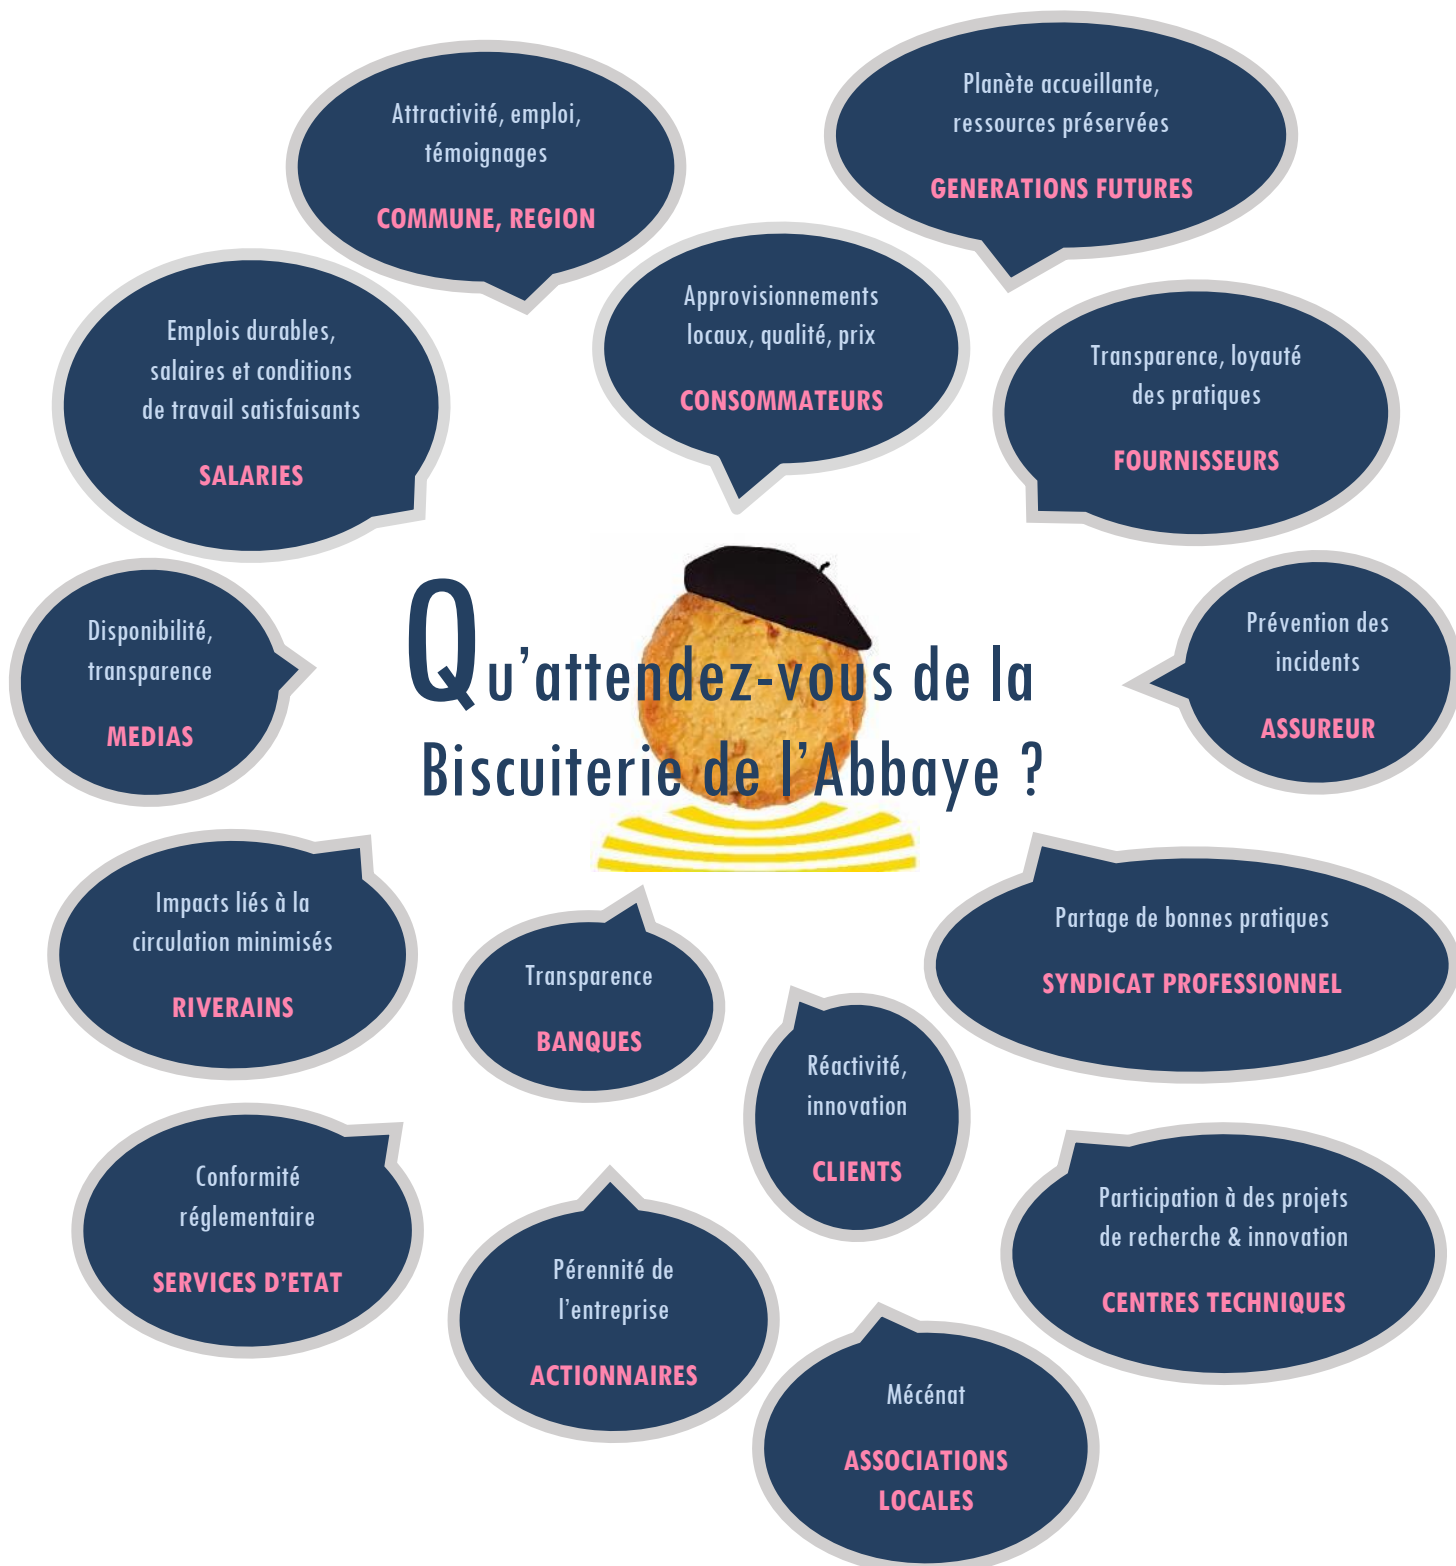 Attractivité, emploi,
témoignages
COMMUNE, REGION
Planète accueillante,
ressources préservées
GENERATIONS FUTURES
Emplois durables,
salaires et conditions
de travail satisfaisants
SALARIES
Approvisionnements
locaux, qualité, prix
CONSOMMATEURS
Transparence, loyauté
des pratiques
FOURNISSEURS
Disponibilité,
transparence
MEDIAS
Qu’attendez-vous de la
Biscuiterie de l’Abbaye ?
Prévention des
incidents
ASSUREUR
Impacts liés à la
circulation minimisés
RIVERAINS
Transparence
BANQUES
Partage de bonnes pratiques
SYNDICAT PROFESSIONNEL
Réactivité,
innovation
CLIENTS
Conformité
réglementaire
SERVICES D’ETAT
Pérennité de
l’entreprise
ACTIONNAIRES
Participation à des projets
de recherche & innovation
CENTRES TECHNIQUES
Mécénat
ASSOCIATIONS
LOCALES